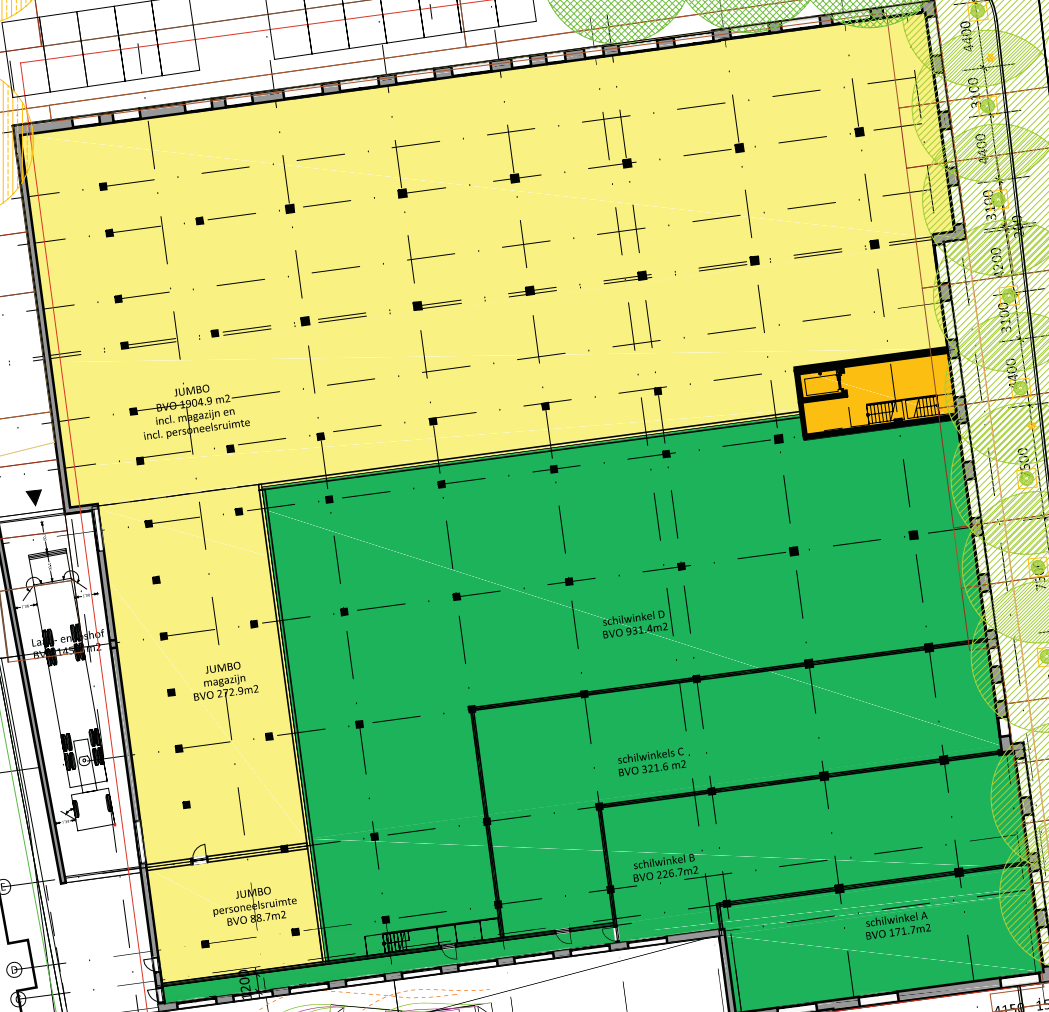 JUMBO
BVO 1904.9 m2
incl. magazijn en
incl. personeelsruimte
schilwinkel D
BVO 931.4m2
JUMBO
magazijn
BVO 272.9m2
schilwinkels C
BVO 321.6 m2
schilwinkel B
BVO 226.7m2
JUMBO
personeelsruimte
BVO 88.7m2
schilwinkel A
BVO 171.7m2
4400
3100
4400
3100
4200
3100
4400
E
D
C
4150